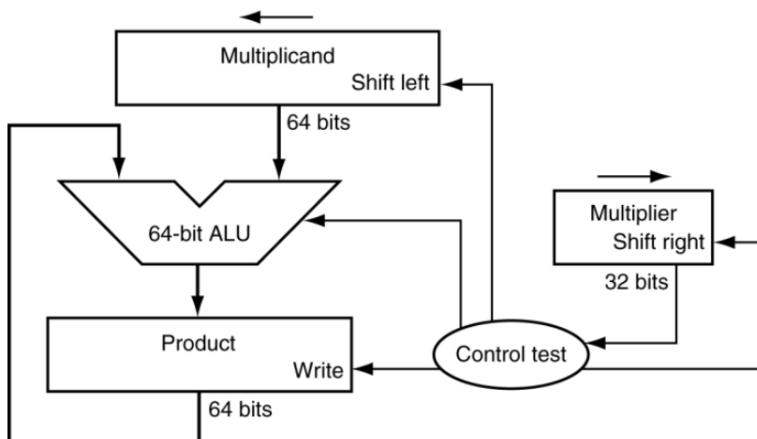 Multiplicand
Shift left
64 bits
64-bit ALU
Multiplier
Shift right
32 bits
Product
Write
Control test
64 bits